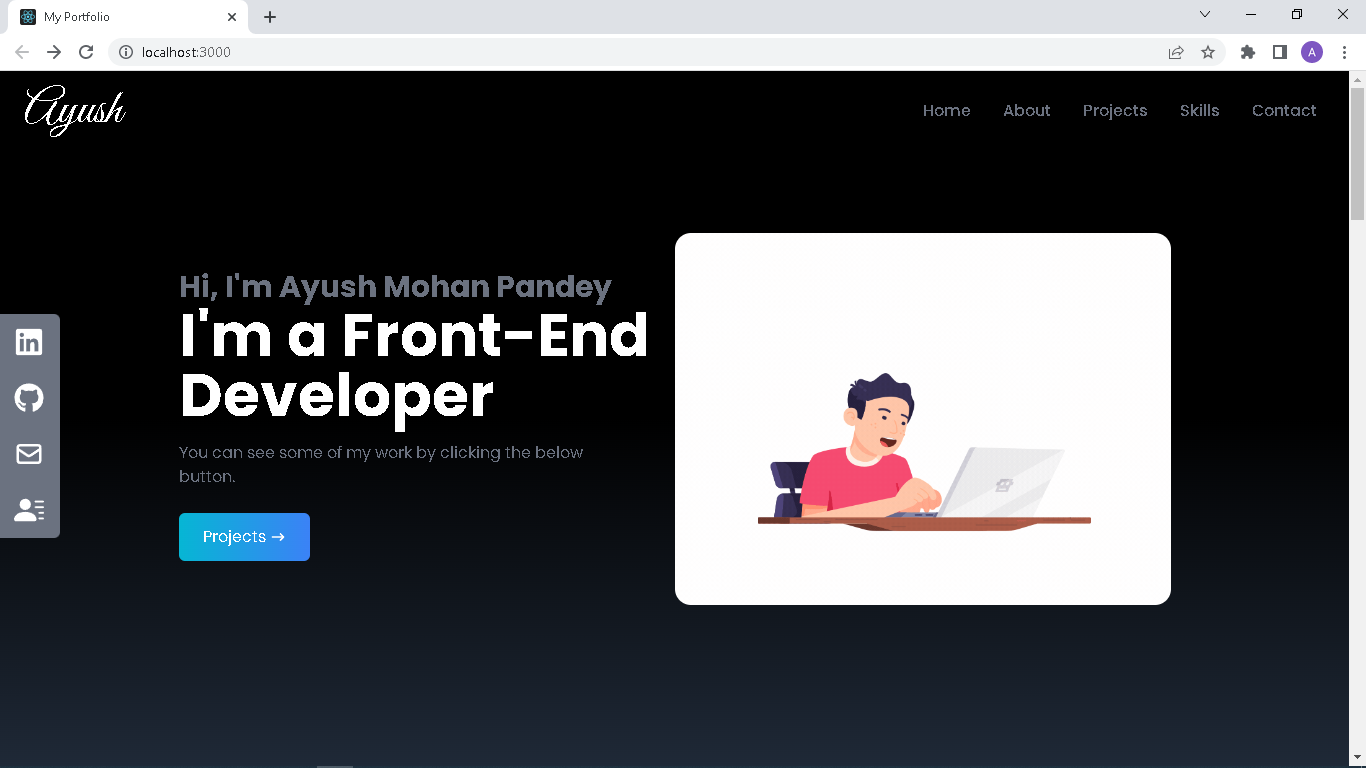 My Portfolio
localhost:3000
A
Ayush
Home About Projects Skills Contact
Hi, I'm Ayush Mohan Pandey
I'm a Front-End
Developer
You can see some of my work by clicking the below
button.
Projects →